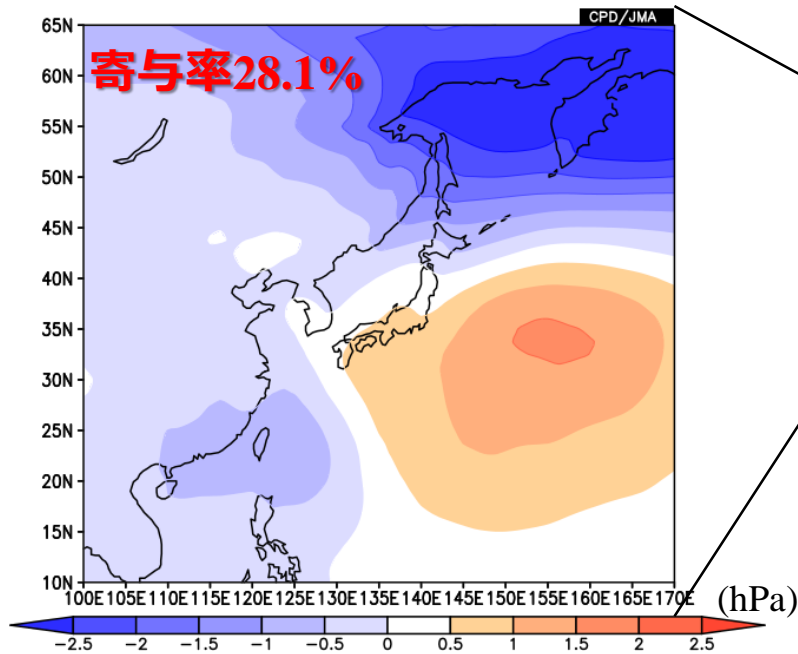 CPD/JMA
寄与率28.1%
65N
60N
55N
50N
45N
40N
35N
30N
25N
20N
15N
10N
100E 105E 110E 115E 120E 125E 130E 135E 140E 145E 150E 155E 160E 165E 170E
(hPa)
-2.5 -2 -1.5 -1 -0.5 0 0.5 1 1.5 2 2.5